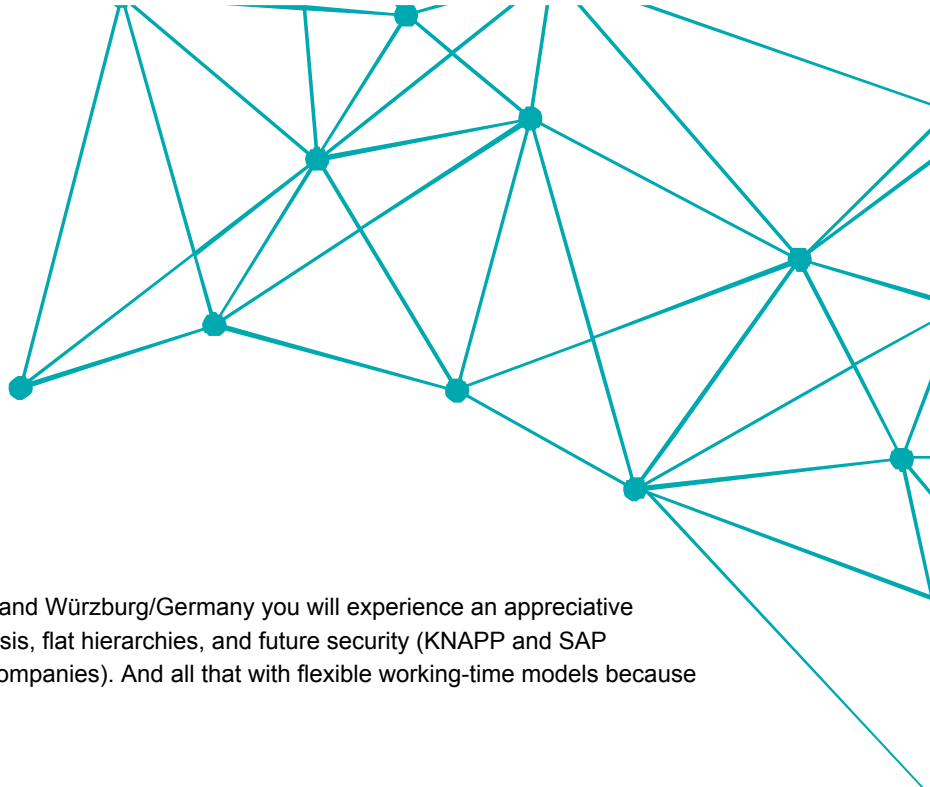 and Würzburg/Germany you will experience an appreciative
sis, flat hierarchies, and future security (KNAPP and SAP
ompanies). And all that with flexible working-time models because